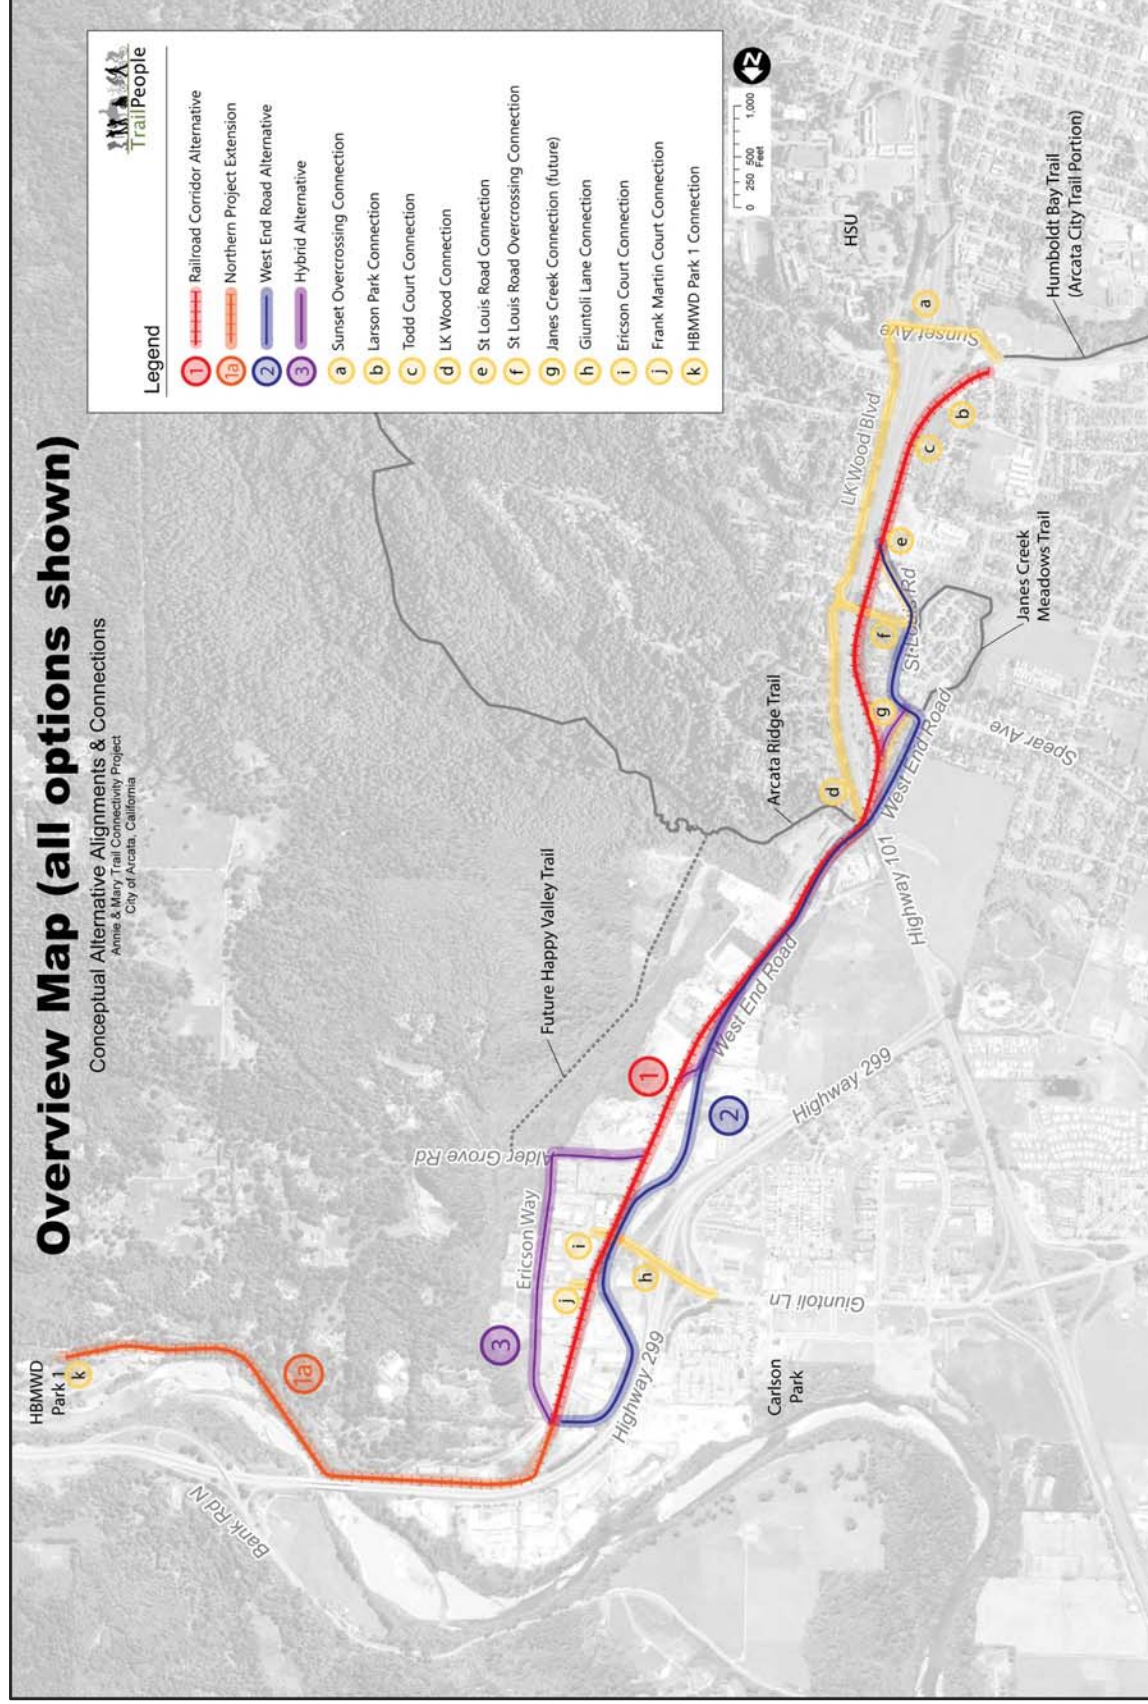 Overview Map (all options shown)
Conceptual Alternative Alignments & Connections
Annie & Mary Trail Connectivity Project
City of Arcata, California
TrailPeople
Legend
1 Railroad Corridor Alternative
1a Northern Project Extension
2 West End Road Alternative
3 Hybrid Alternative
a Sunset Overcrossing Connection
b Larson Park Connection
c Todd Court Connection
d LK Wood Connection
e St Louis Road Connection
f St Louis Road Overcrossing Connection
g Janes Creek Connection (future)
h Giuntoli Lane Connection
i Ericson Court Connection
j Frank Martin Court Connection
k HBMWD Park 1 Connection
0 250 500 1,000
Feet
N
HBMWD
Park 1
k
1a
Bank Rd N
Future Happy Valley Trail
Alder Grove Rd
Ericson Way
3
j
i
h
1
2
Highway 299
Highway 299
Giuntoli Ln
Carlson
Park
West End Road
Arcata Ridge Trail
d
Highway 101
West End Road
g
Spear Ave
f
St Louis Rd
e
Janes Creek
Meadows Trail
LK Wood Blvd
c
b
Sunset Ave
a
HSU
Humboldt Bay Trail
(Arcata City Trail Portion)